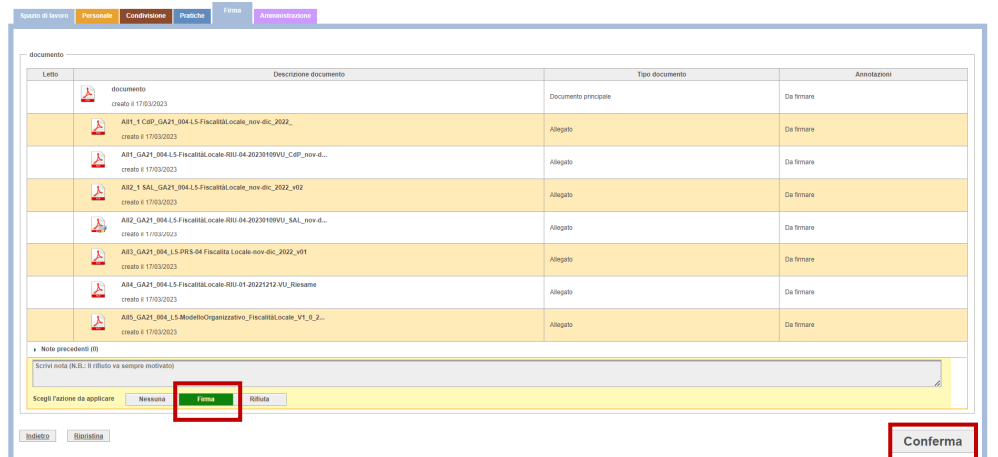 Spazio di lavoro Personale Condivisione Pratiche Firma Amministrazione
documento
Letto Descrizione documento Tipo documento Annotazioni
documento
creato il 17/03/2023
Documento principale Da firmare
All1_1 CdP_GA21_004-L5-FiscalitàLocale_nov-dic_2022_
creato il 17/03/2023
Allegato Da firmare
All1_GA21_004-L5-FiscalitàLocale-RIU-04-20230109VU_CdP_nov-d...
creato il 17/03/2023
Allegato Da firmare
All2_1 SAL_GA21_004-L5-FiscalitàLocale_nov-dic_2022_v02
creato il 17/03/2023
Allegato Da firmare
All2_GA21_004-L5-FiscalitàLocale-RIU-04-20230109VU_SAL_nov-d...
creato il 17/03/2023
Allegato Da firmare
All3_GA21_004_L5-PRS-04 Fiscalita Locale-nov-dic_2022_v01
creato il 17/03/2023
Allegato Da firmare
All4_GA21_004-L5-FiscalitàLocale-RIU-01-20221212-VU_Riesame
creato il 17/03/2023
Allegato Da firmare
All5_GA21_004_L5-ModelloOrganizzativo_FiscalitàLocale_V1_0_2...
creato il 17/03/2023
Allegato Da firmare
Note precedenti (0)
Scrivi nota (N.B.: Il rifiuto va sempre motivato)
Scegli l'azione da applicare Nessuna Firma Rifiuta
Indietro Ripristina Conferma